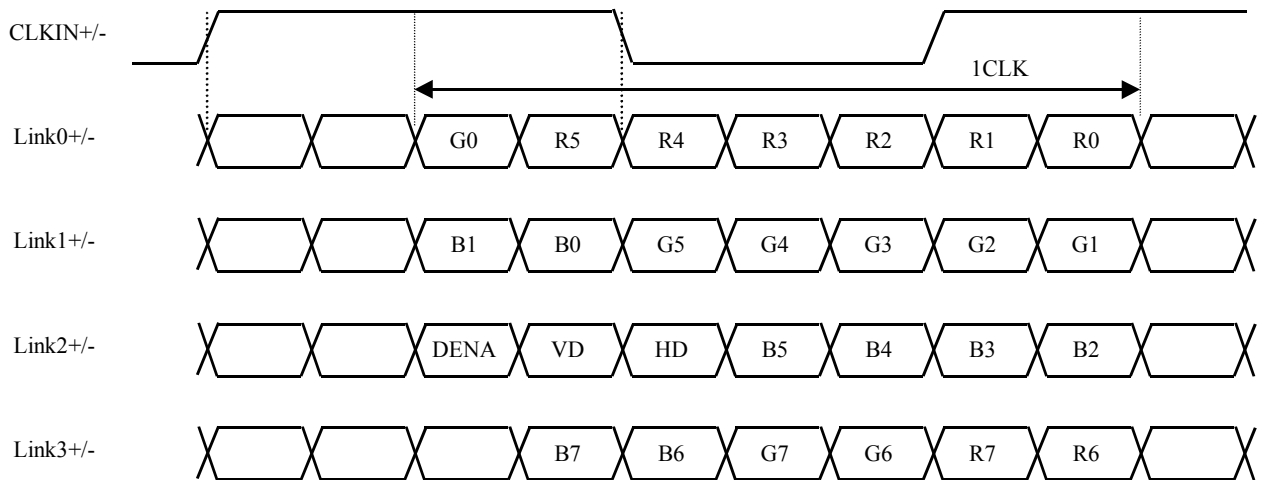 CLKIN+/-
1CLK
Link0+/- G0 R5 R4 R3 R2 R1 R0
Link1+/- B1 B0 G5 G4 G3 G2 G1
Link2+/- DENA VD HD B5 B4 B3 B2
Link3+/- B7 B6 G7 G6 R7 R6